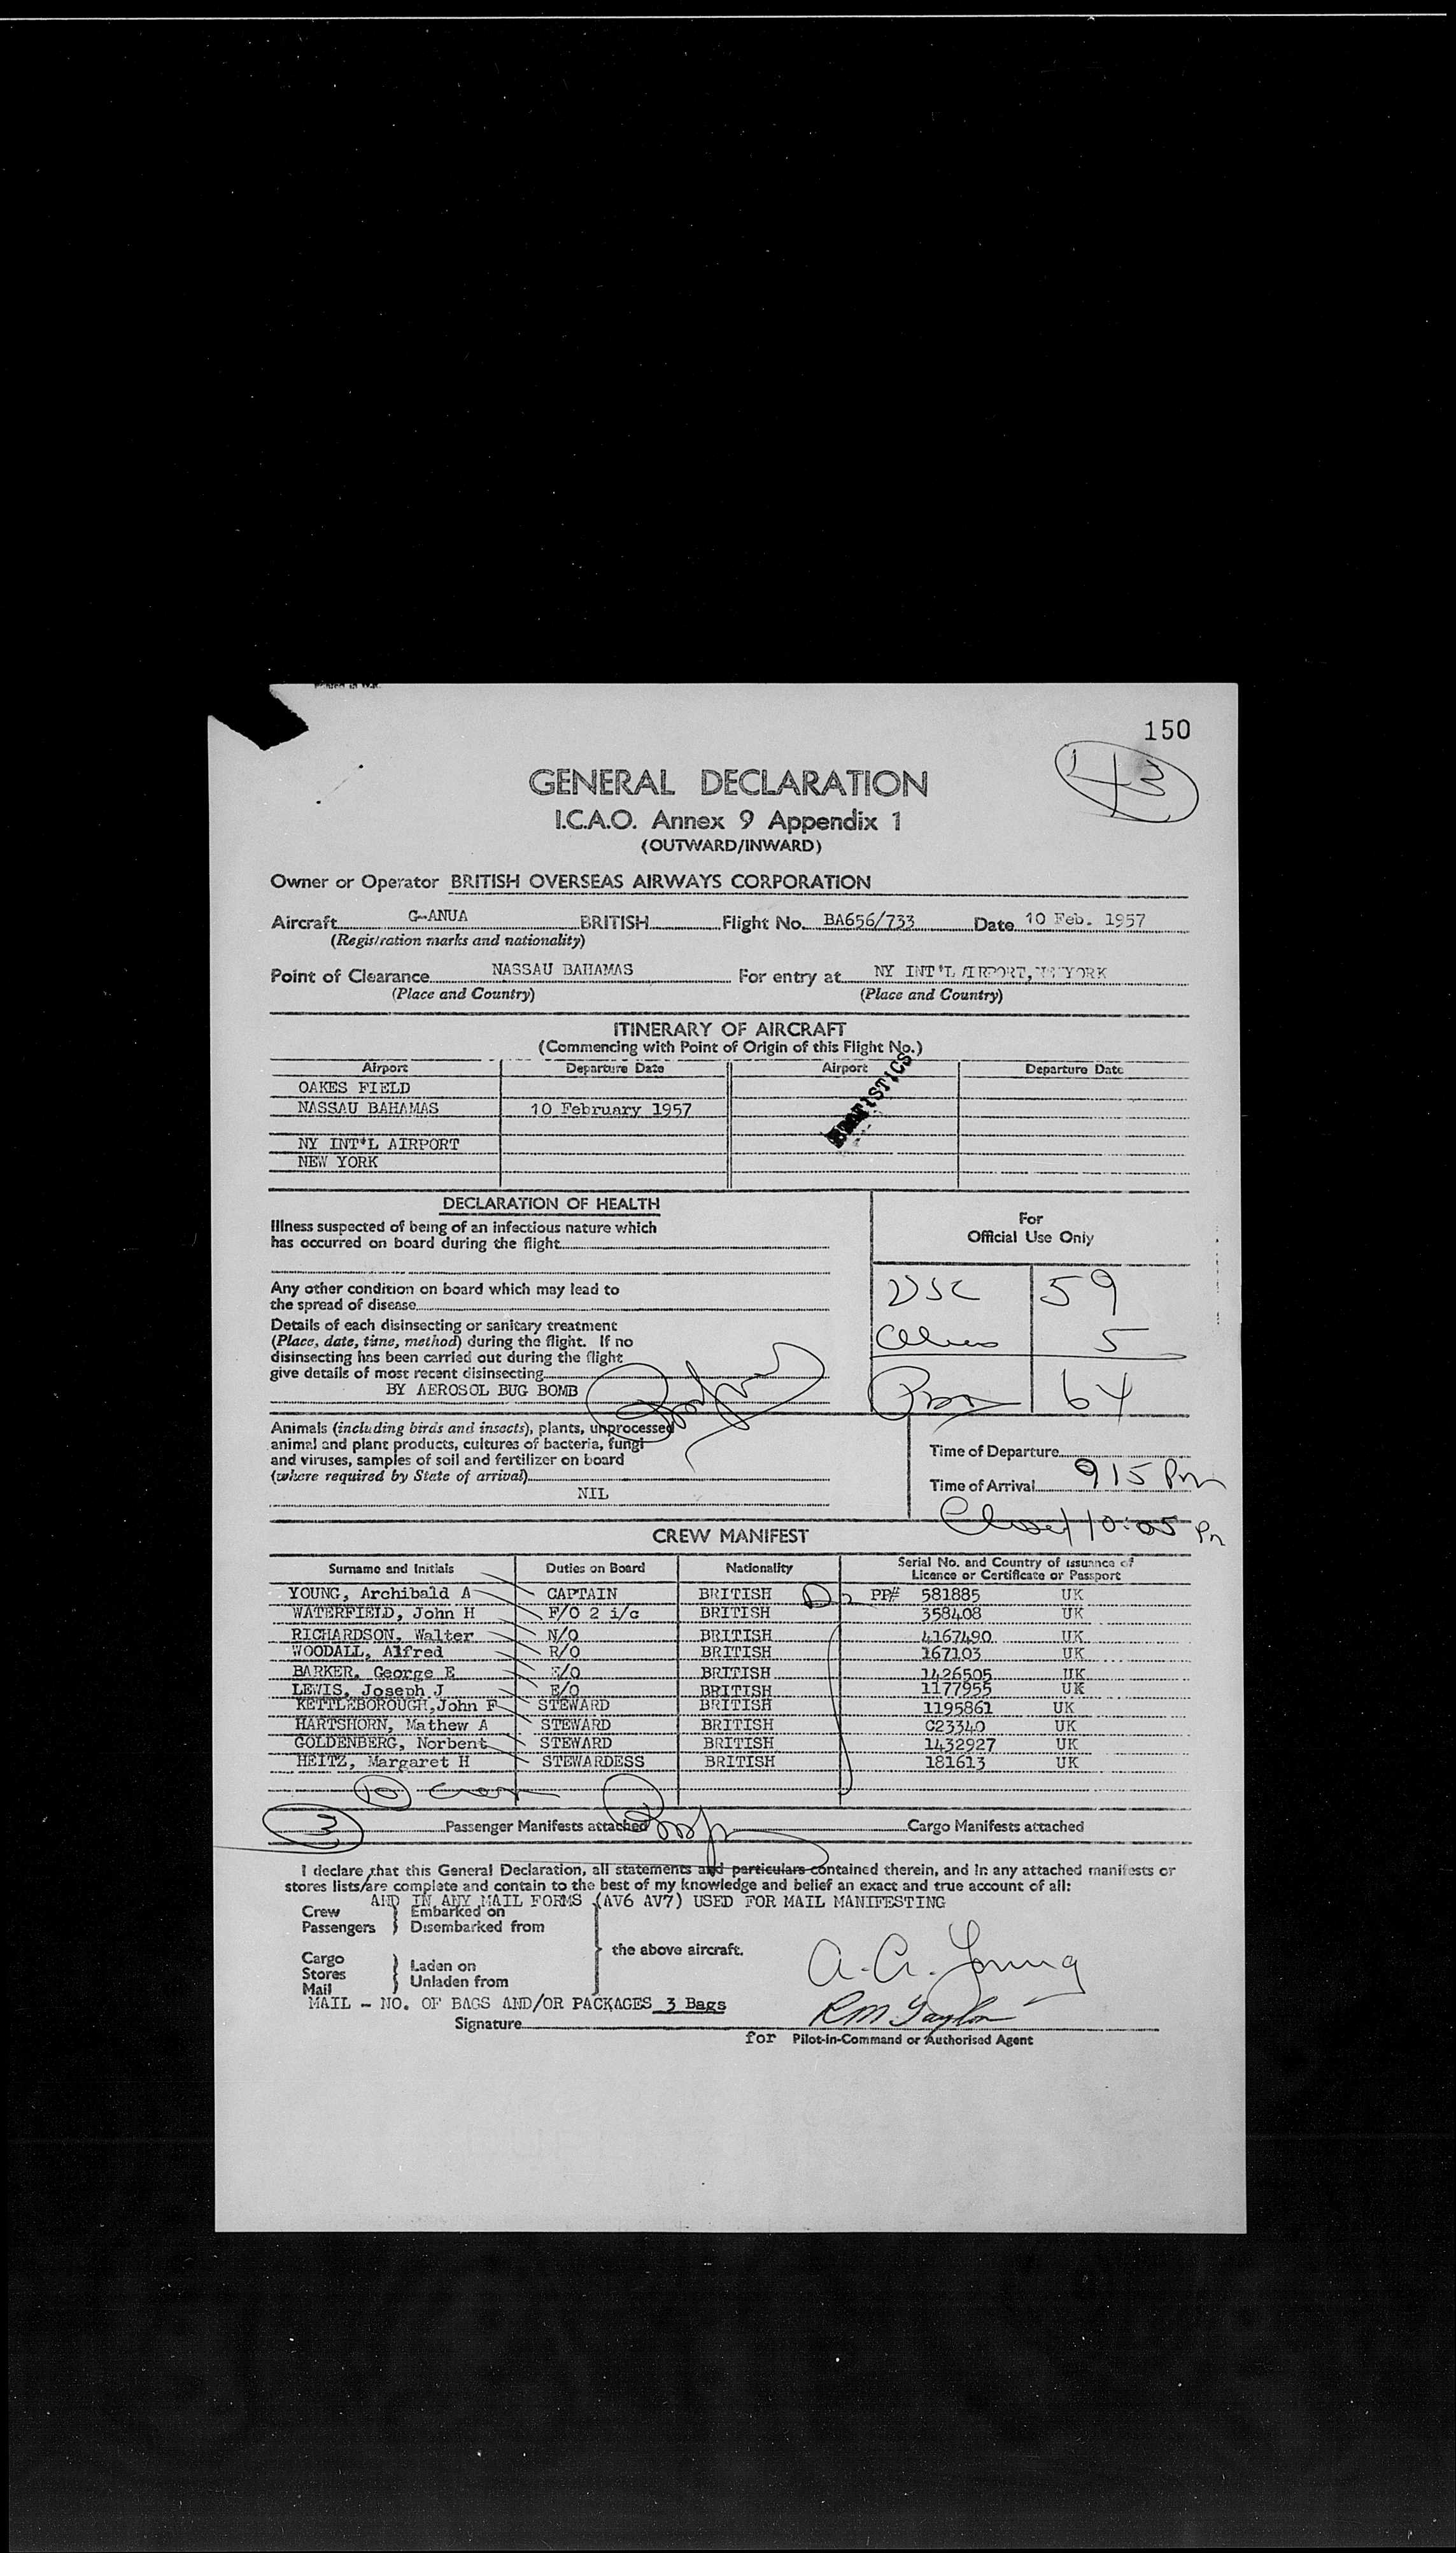 150
143
GENERAL DECLARATION
I.C.A.O. Annex 9 Appendix 1
(OUTWARD/INWARD)
Owner or Operator BRITISH OVERSEAS AIRWAYS CORPORATION
Aircraft G-ANUA BRITISH Flight No. BA656/733 Date 10 Feb. 1957
(Registration marks and nationality)
Point of Clearance NASSAU BAHAMAS For entry at NY INT'L AIRPORT, YORK
(Place and Country) (Place and Country)
ITINERARY OF AIRCRAFT
(Commencing with Point of Origin of this Flight No.)
Airport Departure Date Airport Departure Date
OAKES FIELD
NASSAU BAHAMAS 10 February 1957
STATISTICS
NY INT'L AIRPORT
NEW YORK
DECLARATION OF HEALTH
Illness suspected of being of an infectious nature which
has occurred on board during the flight
Any other condition on board which may lead to
the spread of disease
Details of each disinsecting or sanitary treatment
(Place, date, time, method) during the flight. If no
disinsecting has been carried out during the flight
give details of most recent disinsecting
BY AEROSOL BUG BOMB
For
Official Use Only
USC 59
Aliens 5
64
Animals (including birds and insects), plants, unprocessed
animal and plant products, cultures of bacteria, fungi
and viruses, samples of soil and fertilizer on board
(where required by State of arrival)
NIL
Time of Departure
Time of Arrival 915 Pm
Closed 10:05 Pm
CREW MANIFEST
Surname and Initials Duties on Board Nationality Serial No. and Country of issuance of Licence or Certificate or Passport
YOUNG, Archibald A CAPTAIN BRITISH PP# 581885 UK
WATERFIELD, John H F/O 2 i/c BRITISH 358408 UK
RICHARDSON, Walter N/O BRITISH 4167490 UK
WOODALL, Alfred R/O BRITISH 167103 UK
BARKER, George E E/O BRITISH 1426505 UK
LEWIS, Joseph J E/O BRITISH 1177955 UK
KETTLEBOROUGH, John F STEWARD BRITISH 1195861 UK
HARTSHORN, Mathew A STEWARD BRITISH C23340 UK
GOLDENBERG, Norbent STEWARD BRITISH 1432927 UK
HEITZ, Margaret H STEWARDESS BRITISH 181613 UK
10 Crew
3 Passenger Manifests attached Cargo Manifests attached
I declare that this General Declaration, all statements and particulars contained therein, and in any attached manifests or
stores lists/are complete and contain to the best of my knowledge and belief an exact and true account of all:
AND IN ANY MAIL FORMS (AV6 AV7) USED FOR MAIL MANIFESTING
Crew Embarked on
Passengers Disembarked from
the above aircraft.
Cargo
Stores Laden on
Mail Unladen from
A. A. Young
MAIL - NO. OF BAGS AND/OR PACKAGES 3 Bags
Signature RM Taylor
for Pilot-in-Command or Authorised Agent